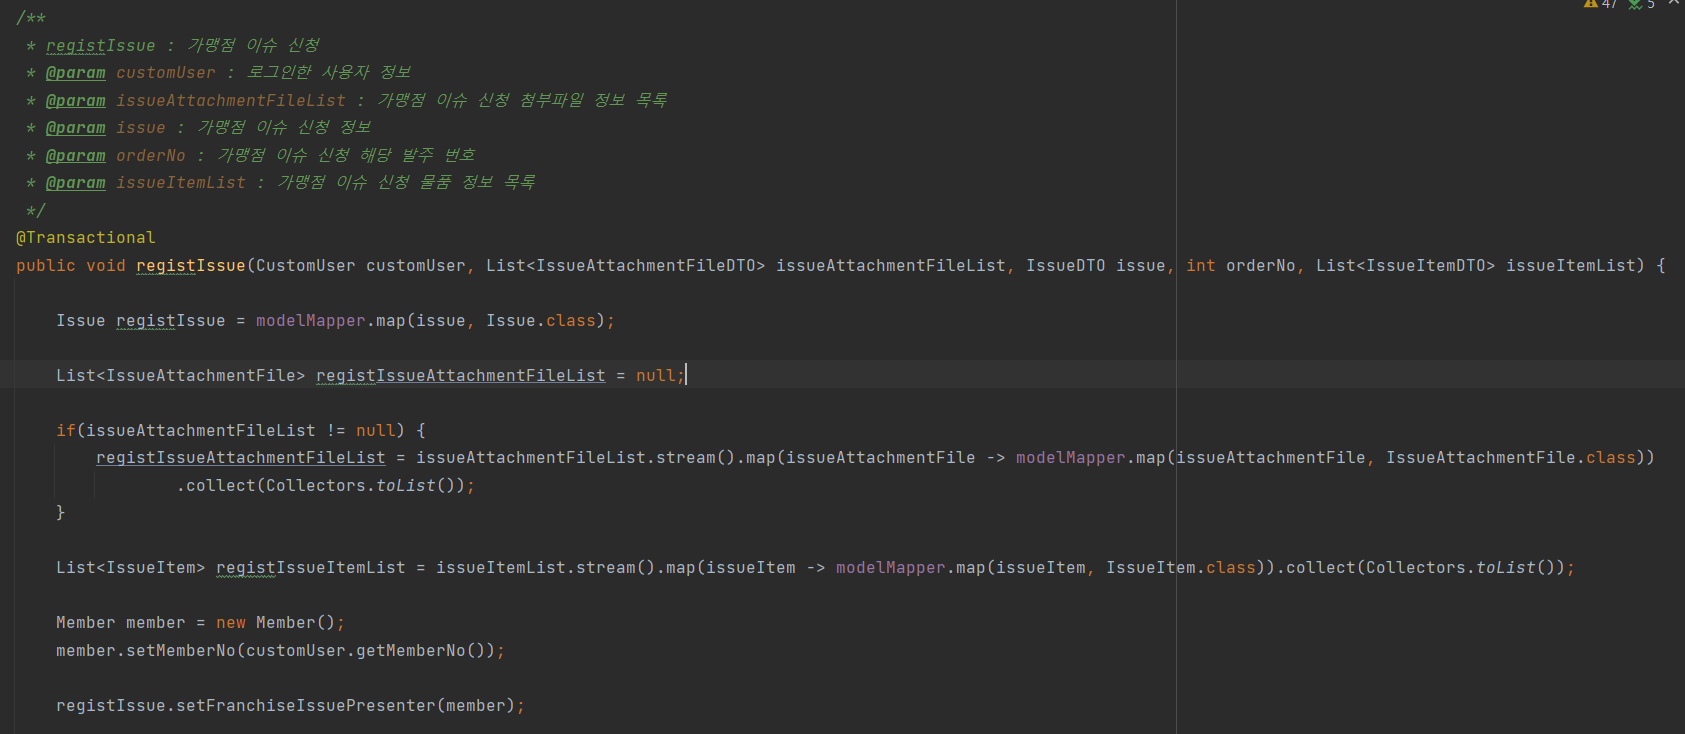 /**
* registIssue : 가맹점 이슈 신청
* @param customUser : 로그인한 사용자 정보
* @param issueAttachmentFileList : 가맹점 이슈 신청 첨부파일 정보 목록
* @param issue : 가맹점 이슈 신청 정보
* @param orderNo : 가맹점 이슈 신청 해당 발주 번호
* @param issueItemList : 가맹점 이슈 신청 물품 정보 목록
*/
@Transactional
public void registIssue(CustomUser customUser, List<IssueAttachmentFileDTO> issueAttachmentFileList, IssueDTO issue, int orderNo, List<IssueItemDTO> issueItemList) {
Issue registIssue = modelMapper.map(issue, Issue.class);
List<IssueAttachmentFile> registIssueAttachmentFileList = null;
if(issueAttachmentFileList != null) {
registIssueAttachmentFileList = issueAttachmentFileList.stream().map(issueAttachmentFile -> modelMapper.map(issueAttachmentFile, IssueAttachmentFile.class))
.collect(Collectors.toList());
}
List<IssueItem> registIssueItemList = issueItemList.stream().map(issueItem -> modelMapper.map(issueItem, IssueItem.class)).collect(Collectors.toList());
Member member = new Member();
member.setMemberNo(customUser.getMemberNo());
registIssue.setFranchiseIssuePresenter(member);
47 5